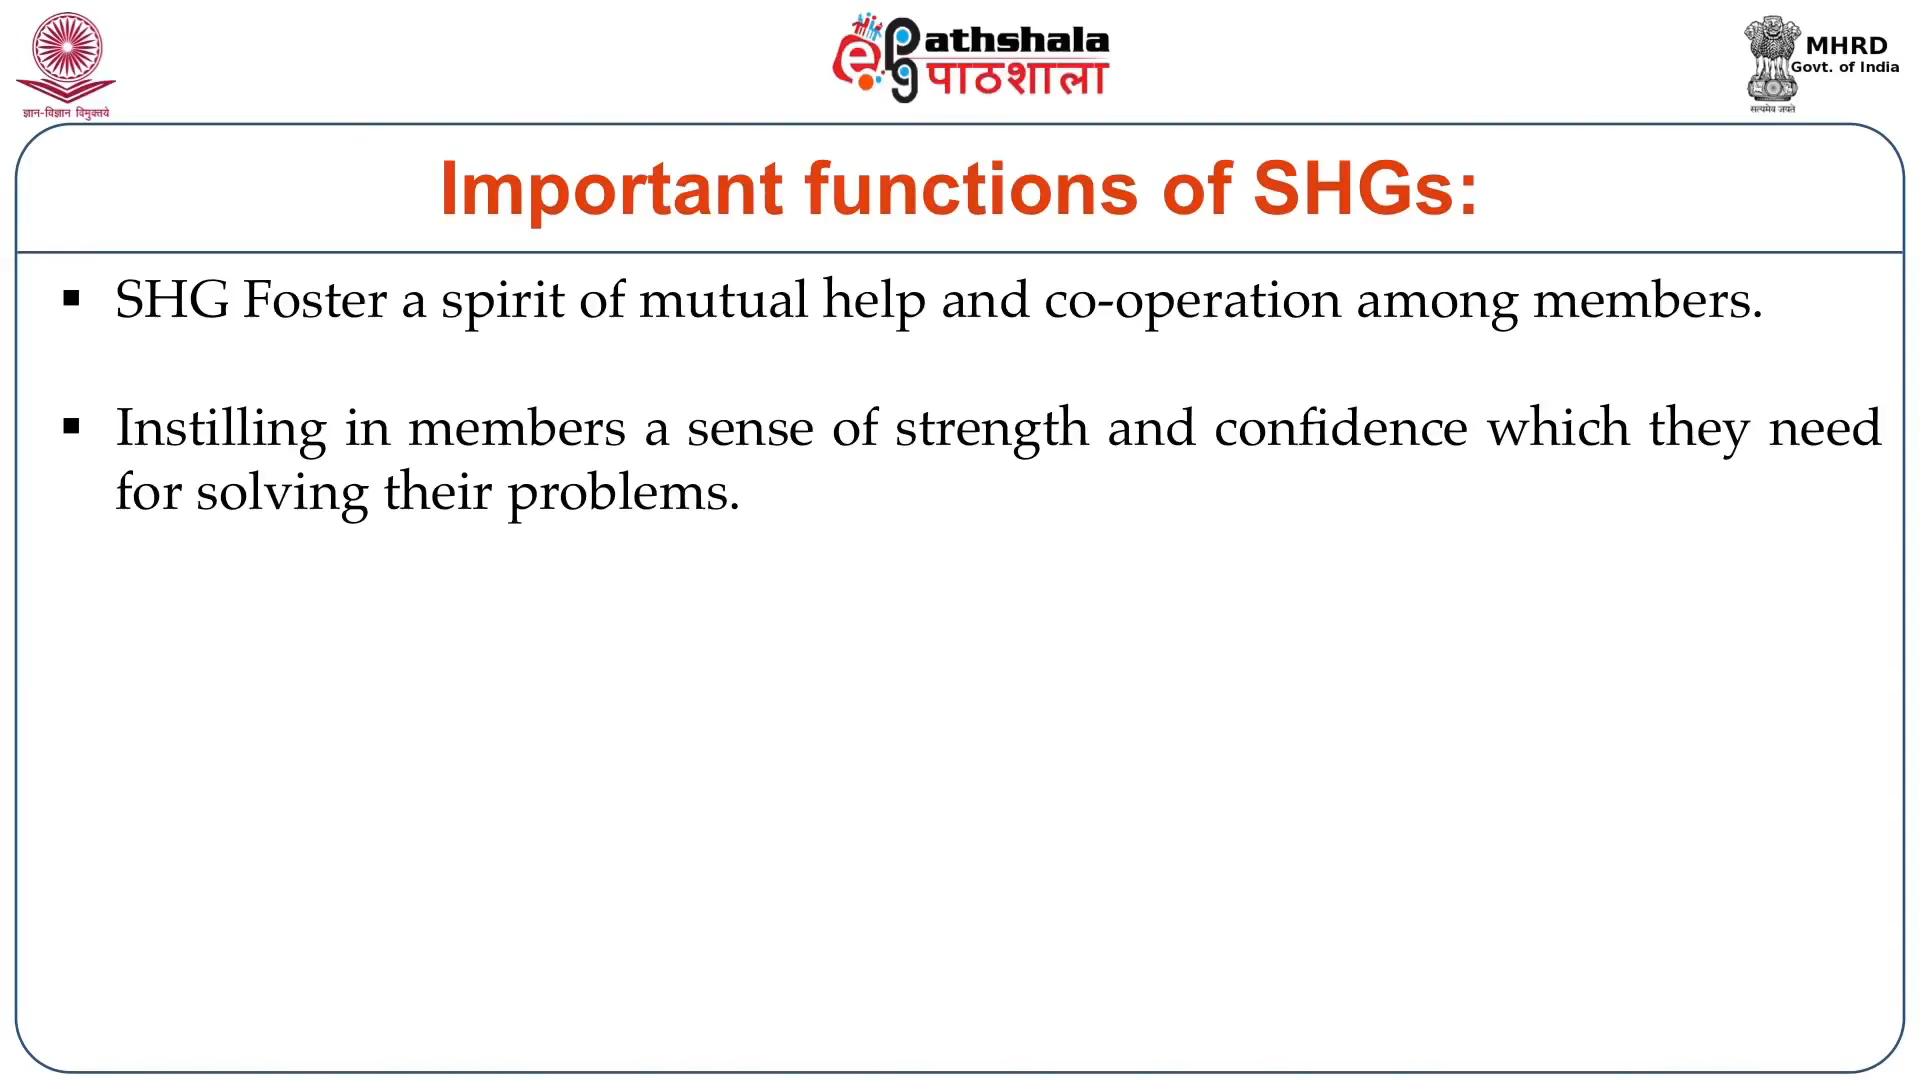 ज्ञान-विज्ञान विमुक्तये
e pg Pathshala
पाठशाला
MHRD
Govt. of India
सत्यमेव जयते
Important functions of SHGs:
▪ SHG Foster a spirit of mutual help and co-operation among members.
▪ Instilling in members a sense of strength and confidence which they need
for solving their problems.